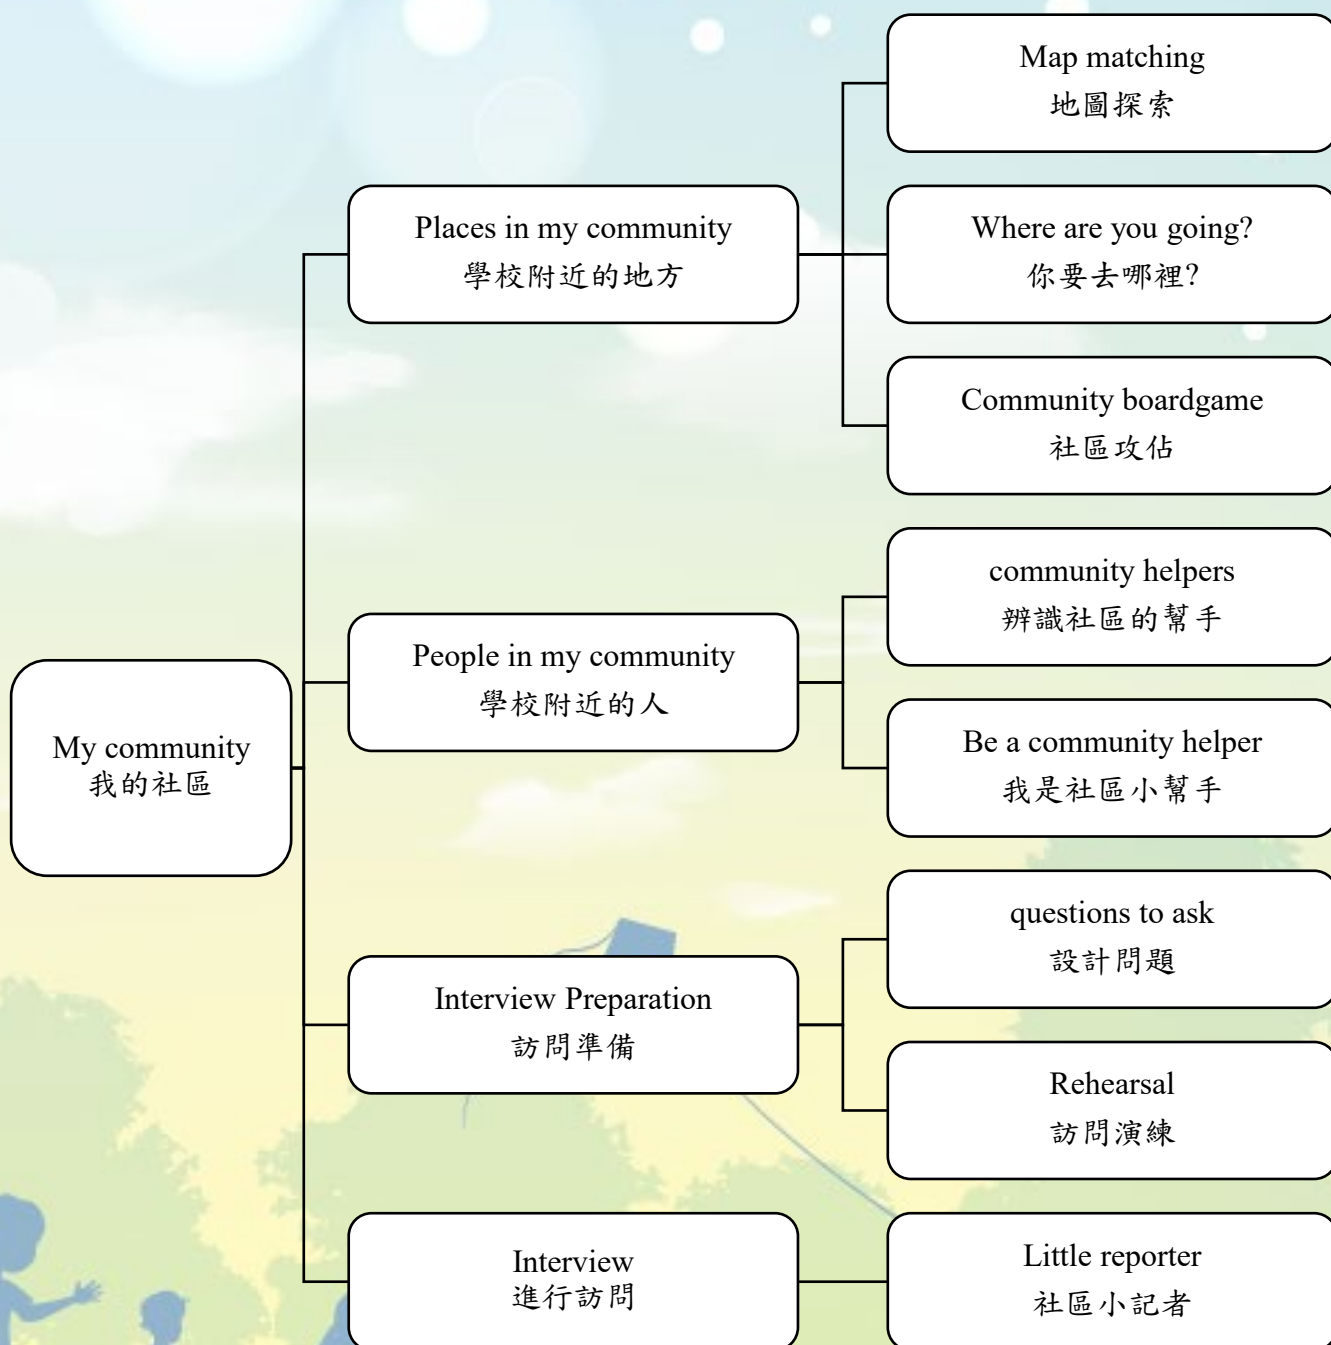 My community
我的社區
Places in my community
學校附近的地方
Map matching
地圖探索
Where are you going?
你要去哪裡?
Community boardgame
社區攻佔
People in my community
學校附近的人
community helpers
辨識社區的幫手
Be a community helper
我是社區小幫手
Interview Preparation
訪問準備
questions to ask
設計問題
Rehearsal
訪問演練
Interview
進行訪問
Little reporter
社區小記者